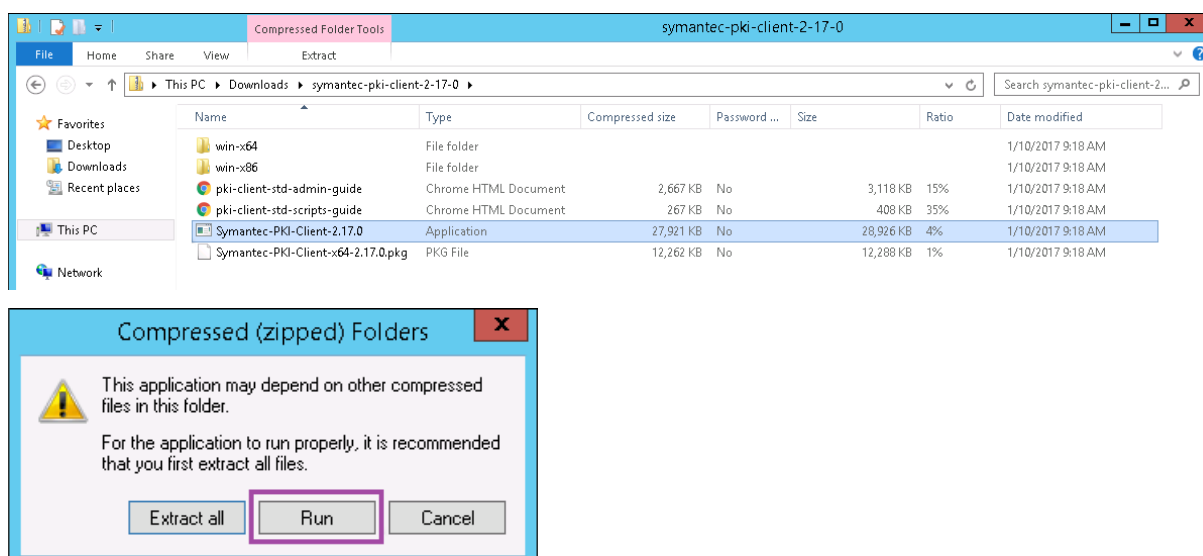 Compressed Folder Tools
symantec-pki-client-2-17-0
File Home Share View Extract
This PC Downloads symantec-pki-client-2-17-0
Search symantec-pki-client-2...
Favorites
Desktop
Downloads
Recent places
This PC
Network
Name Type Compressed size Password ... Size Ratio Date modified
win-x64 File folder 1/10/2017 9:18 AM
win-x86 File folder 1/10/2017 9:18 AM
pki-client-std-admin-guide Chrome HTML Document 2,667 KB No 3,118 KB 15% 1/10/2017 9:18 AM
pki-client-std-scripts-guide Chrome HTML Document 267 KB No 408 KB 35% 1/10/2017 9:18 AM
Symantec-PKI-Client-2.17.0 Application 27,921 KB No 28,926 KB 4% 1/10/2017 9:18 AM
Symantec-PKI-Client-x64-2.17.0.pkg PKG File 12,262 KB No 12,288 KB 1% 1/10/2017 9:18 AM
Compressed (zipped) Folders
This application may depend on other compressed
files in this folder.
For the application to run properly, it is recommended
that you first extract all files.
Extract all Run Cancel